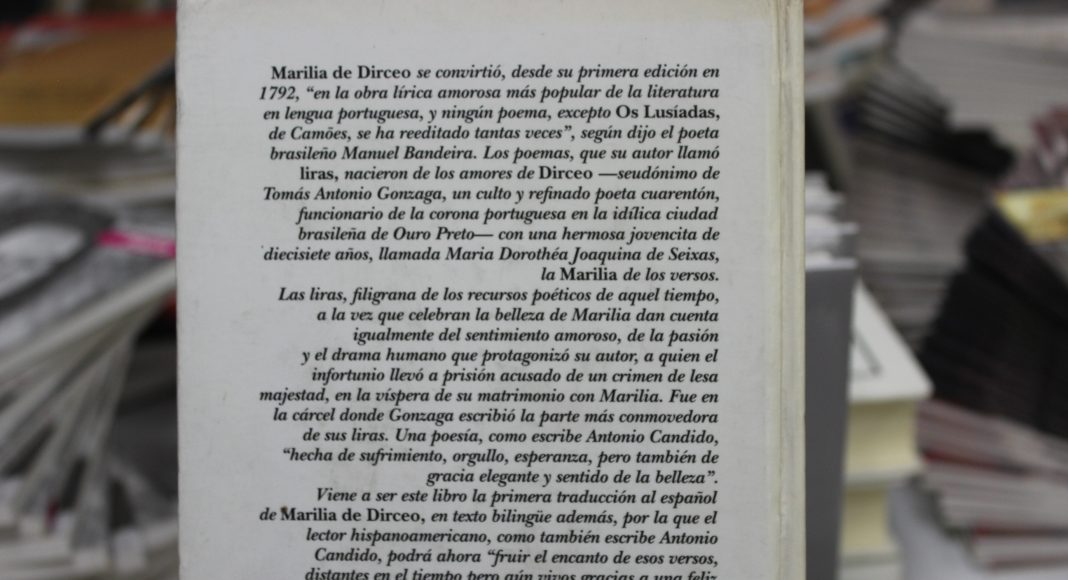 Marilia de Dirceo se convirtió, desde su primera edición en
1792, “en la obra lírica amorosa más popular de la literatura
en lengua portuguesa, y ningún poema, excepto Os Lusíadas,
de Camões, se ha reeditado tantas veces”, según dijo el poeta
brasileño Manuel Bandeira. Los poemas, que su autor llamó
liras, nacieron de los amores de Dirceo —seudónimo de
Tomás Antonio Gonzaga, un culto y refinado poeta cuarentón,
funcionario de la corona portuguesa en la idílica ciudad
brasileña de Ouro Preto— con una hermosa jovencita de
diecisiete años, llamada Maria Dorothéa Joaquina de Seixas,
la Marilia de los versos.
Las liras, filigrana de los recursos poéticos de aquel tiempo,
a la vez que celebran la belleza de Marilia dan cuenta
igualmente del sentimiento amoroso, de la pasión
y el drama humano que protagonizó su autor, a quien el
infortunio llevó a prisión acusado de un crimen de lesa
majestad, en la víspera de su matrimonio con Marilia. Fue en
la cárcel donde Gonzaga escribió la parte más conmovedora
de sus liras. Una poesía, como escribe Antonio Candido,
“hecha de sufrimiento, orgullo, esperanza, pero también de
gracia elegante y sentido de la belleza”.
Viene a ser este libro la primera traducción al español
de Marilia de Dirceo, en texto bilingüe además, por la que el
lector hispanoamericano, como también escribe Antonio
Candido, podrá ahora “fruir el encanto de esos versos,
distantes en el tiempo pero aún vivos gracias a una feliz